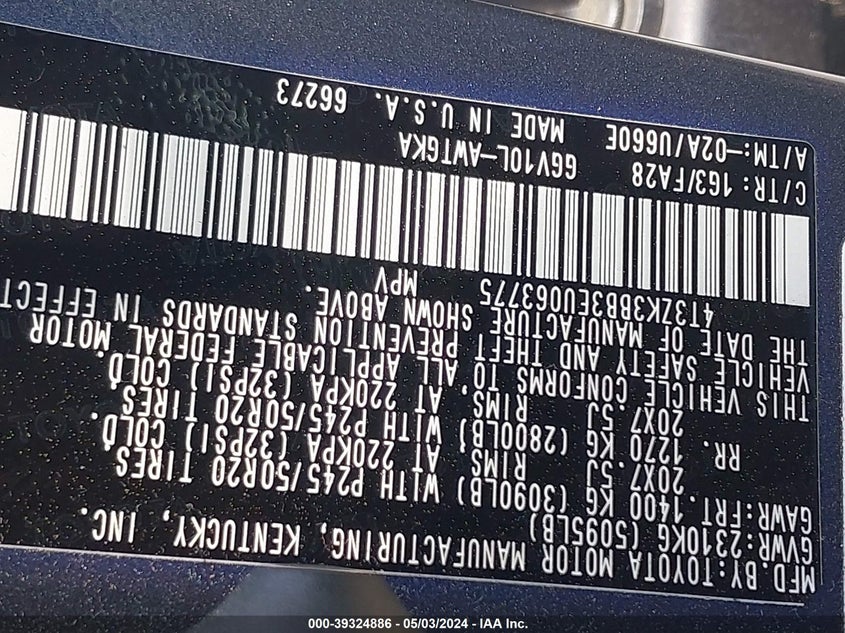 MFD.BY:TOYOTA MOTOR MANUFACTURING, KENTUCKY, INC.
GVWR:2310KG (5095LB)
GAWR:FRT.1400 KG (3090LB) WITH P245/50R20 TIRES
20X7.5J RIMS, AT 220KPA (32PSI) COLD.
RR. 1270 KG (2800LB) WITH P245/50R20 TIRES
20X7.5J RIMS, AT 220KPA (32PSI) COLD.
THIS VEHICLE CONFORMS TO ALL APPLICABLE FEDERAL MOTOR
VEHICLE SAFETY AND THEFT PREVENTION STANDARDS IN EFFECT
THE DATE OF MANUFACTURE SHOWN ABOVE.
4T3ZK3BB3EU063775 MPV
C/TR: 1G3/FA28 GGV10L-AWTGKA
A/TM:-02A/U660E MADE IN U.S.A. 66273
000-39324886 - 05/03/2024 - IAA Inc.